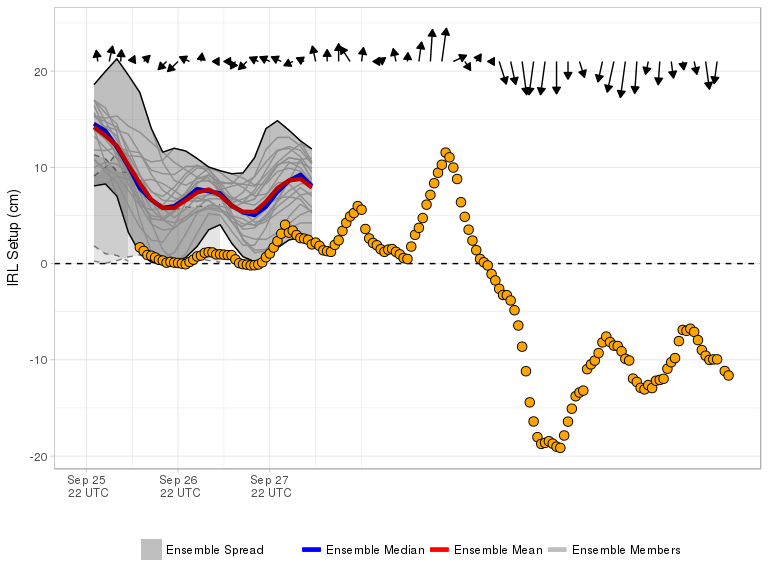 IRL Setup (cm)
20
10
0
-10
-20
Sep 25
22 UTC
Sep 26
22 UTC
Sep 27
22 UTC
Ensemble Spread
Ensemble Median
Ensemble Mean
Ensemble Members